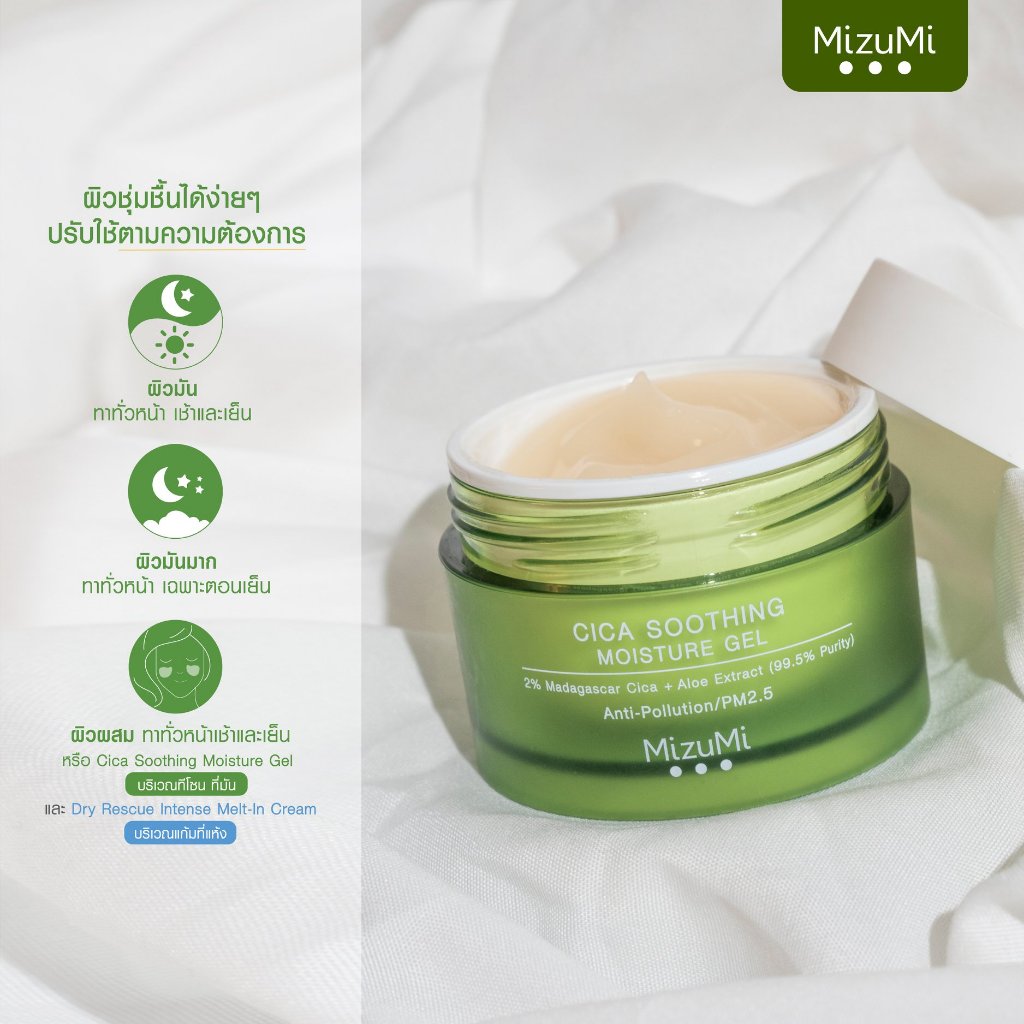 MizuMi
ผิวชุ่มชื้นได้ง่ายๆ
ปรับใช้ตามความต้องการ
ผิวมัน
ทาทั่วหน้า เช้าและเย็น
ผิวมันมาก
ทาทั่วหน้า เฉพาะตอนเย็น
ผิวผสม ทาทั่วหน้าเช้าและเย็น
หรือ Cica Soothing Moisture Gel
บริเวณทีโซน ที่มัน
และ Dry Rescue Intense Melt-In Cream
บริเวณแก้มที่แห้ง
CICA SOOTHING
MOISTURE GEL
2% Madagascar Cica + Aloe Extract (99.5% Purity)
Anti-Pollution/PM2.5
MizuMi